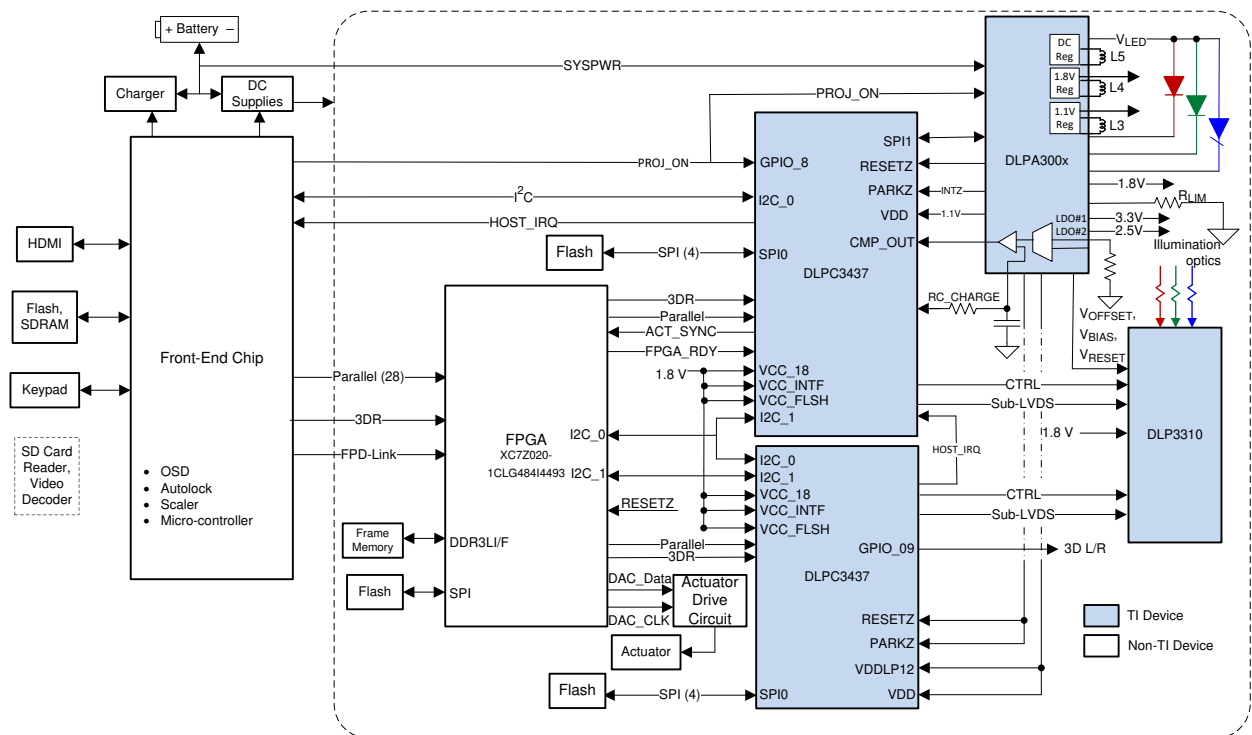 + Battery –
Charger
DC
Supplies
SYSPWR
PROJ_ON
PROJ_ON
I²C
HOST_IRQ
HDMI
Flash,
SDRAM
Keypad
SD Card
Reader,
Video
Decoder
Front-End Chip
• OSD
• Autolock
• Scaler
• Micro-controller
Parallel (28)
3DR
FPD-Link
Frame
Memory
Flash
Flash
SPI (4)
FPGA
XC7Z020-
1CLG484I4493
I2C_0
I2C_1
RESETZ
DDR3LI/F
SPI
3DR
Parallel
ACT_SYNC
FPGA_RDY
1.8 V
Parallel
3DR
DAC_Data
DAC_CLK
Actuator
Drive
Circuit
Actuator
Flash
SPI (4)
GPIO_8
I2C_0
SPI0
VCC_18
VCC_INTF
VCC_FLSH
I2C_1
SPI1
RESETZ
PARKZ
VDD
CMP_OUT
DLPC3437
INTZ
1.1V
RC_CHARGE
I2C_0
I2C_1
VCC_18
VCC_INTF
VCC_FLSH
GPIO_09
DLPC3437
RESETZ
PARKZ
VDDLP12
VDD
SPI0
HOST_IRQ
CTRL
Sub-LVDS
1.8 V
CTRL
Sub-LVDS
3D L/R
DC
Reg
1.8V
Reg
1.1V
Reg
L5
L4
L3
VLED
DLPA300x
LDO#1
LDO#2
1.8V
RLIM
3.3V
2.5V
Illumination
optics
VOFFSET,
VBIAS,
VRESET
DLP3310
TI Device
Non-TI Device